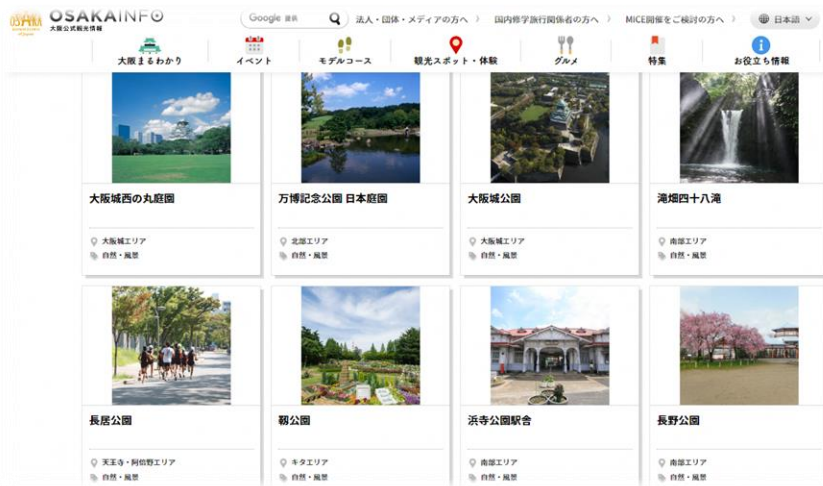 OSAKAINFO
大阪公式観光情報
Google 提供
法人・団体・メディアの方へ
国内修学旅行関係者の方へ
MICE開催をご検討の方へ
日本語
大阪まるわかり
イベント
モデルコース
観光スポット・体験
グルメ
特集
お役立ち情報
大阪城西の丸庭園
万博記念公園 日本庭園
大阪城公園
滝畑四十八滝
大阪城エリア
北部エリア
大阪城エリア
南部エリア
自然・風景
自然・風景
自然・風景
自然・風景
長居公園
靱公園
浜寺公園駅舎
長野公園
天王寺・阿倍野エリア
キタエリア
南部エリア
南部エリア
自然・風景
自然・風景
自然・風景
自然・風景